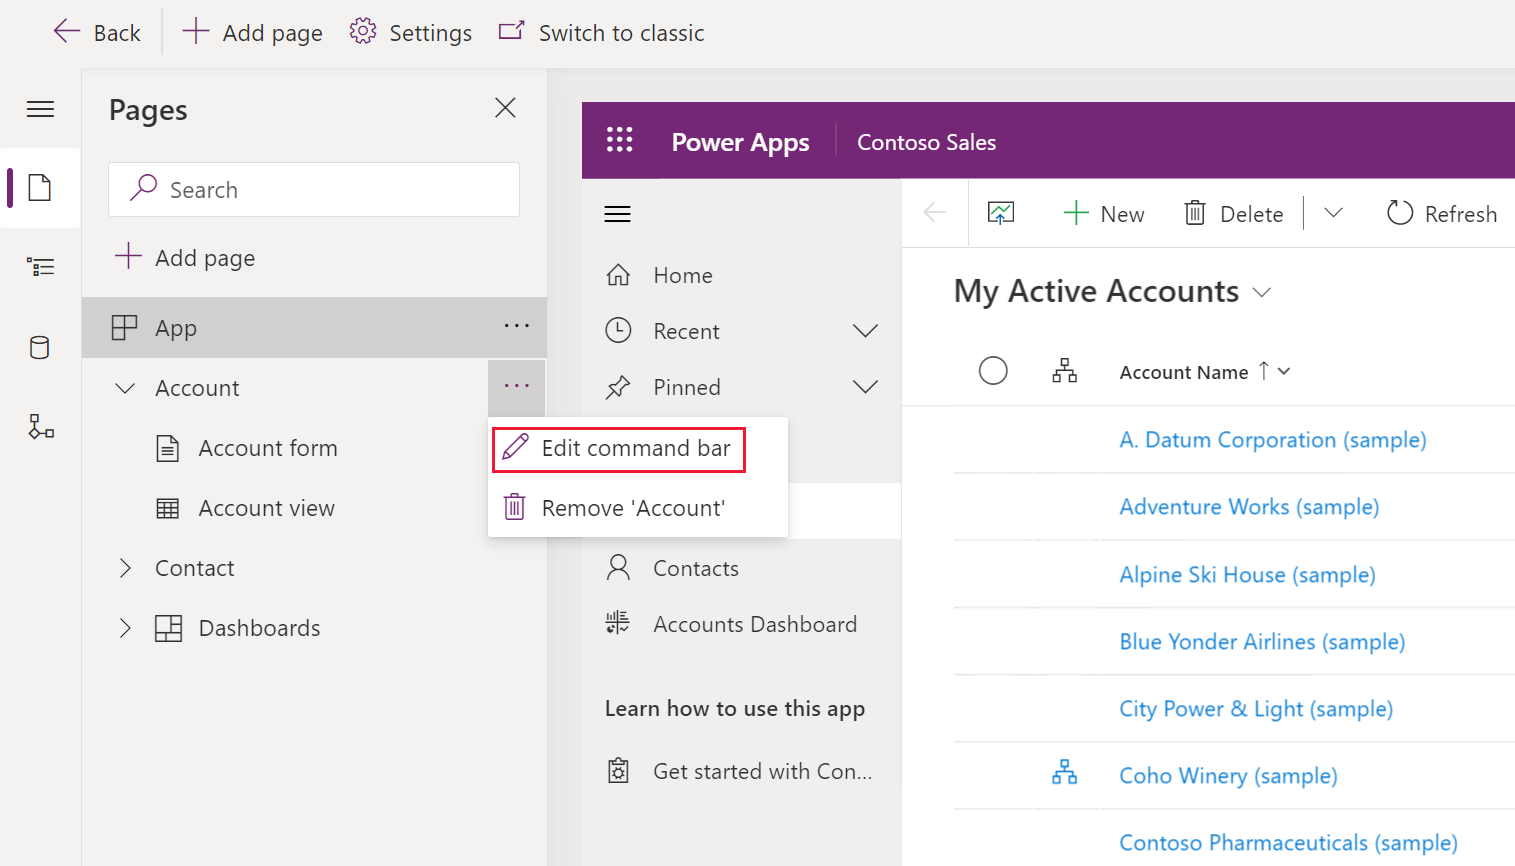 Back
Add page
Settings
Switch to classic
Pages
Search
Add page
App
Account
Account form
Account view
Contact
Dashboards
Edit command bar
Remove 'Account'
Power Apps
Contoso Sales
Home
Recent
Pinned
Contacts
Accounts Dashboard
Learn how to use this app
Get started with Con...
New
Delete
Refresh
My Active Accounts
Account Name
A. Datum Corporation (sample)
Adventure Works (sample)
Alpine Ski House (sample)
Blue Yonder Airlines (sample)
City Power & Light (sample)
Coho Winery (sample)
Contoso Pharmaceuticals (sample)